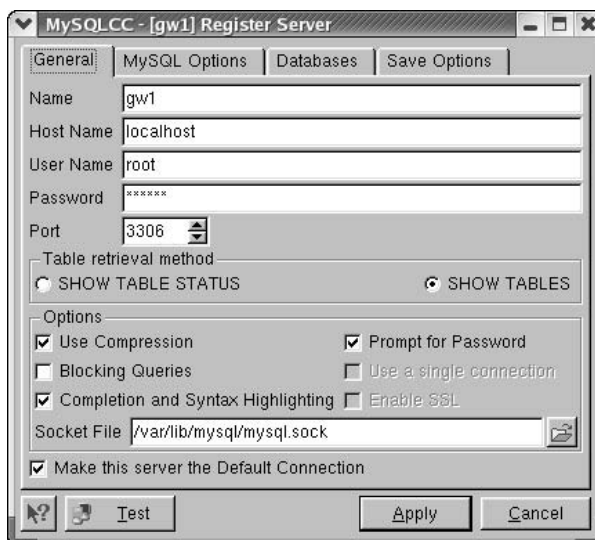 MySQLCC - [gw1] Register Server
General MySQL Options Databases Save Options
Name gw1
Host Name localhost
User Name root
Password ******
Port 3306
Table retrieval method
SHOW TABLE STATUS SHOW TABLES
Options
Use Compression Prompt for Password
Blocking Queries Use a single connection
Completion and Syntax Highlighting Enable SSL
Socket File /var/lib/mysql/mysql.sock
Make this server the Default Connection
? Test Apply Cancel